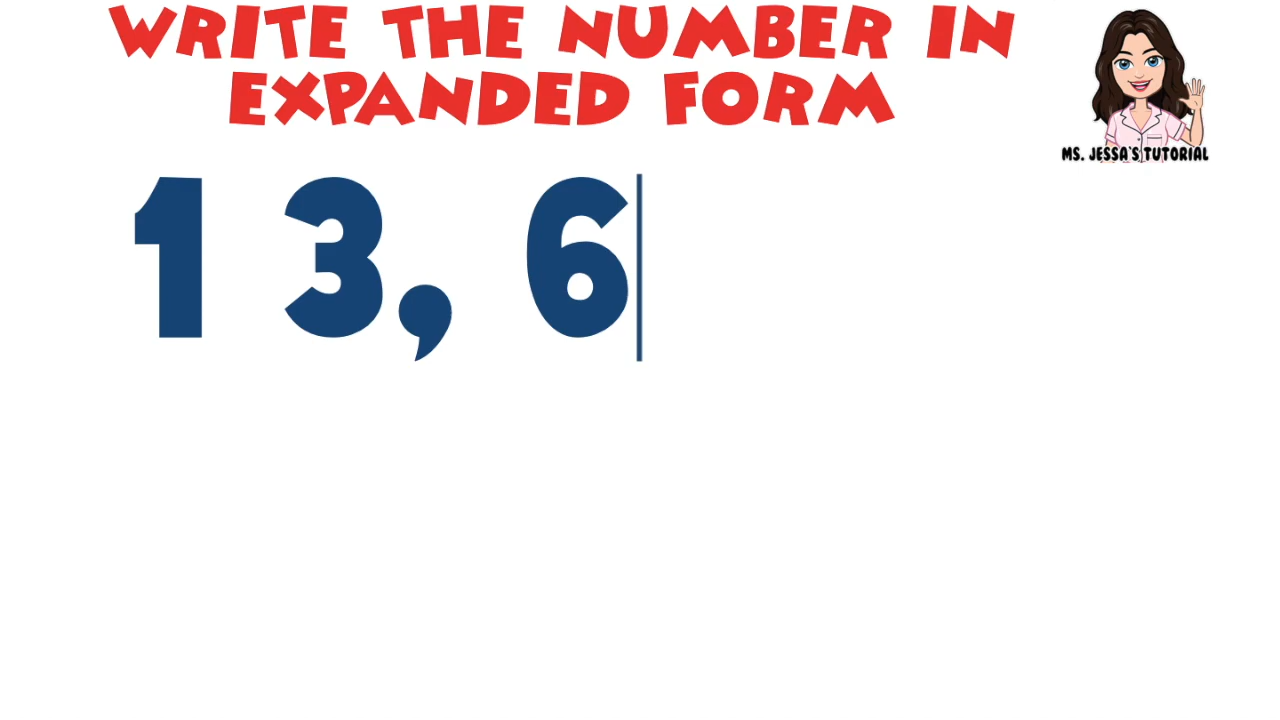 WRITE THE NUMBER IN
EXPANDED FORM
MS. JESSA'S TUTORIAL
1 3, 6